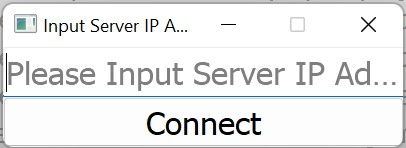 Input Server IP A...
Please Input Server IP Ad...
Connect